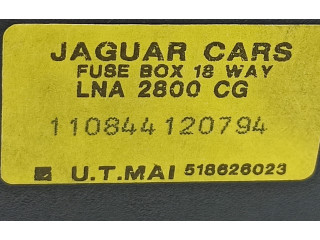 JAGUAR CARS
FUSE BOX 18 WAY
LNA 2800 CG
110844120794
U.T.MAI 518626023